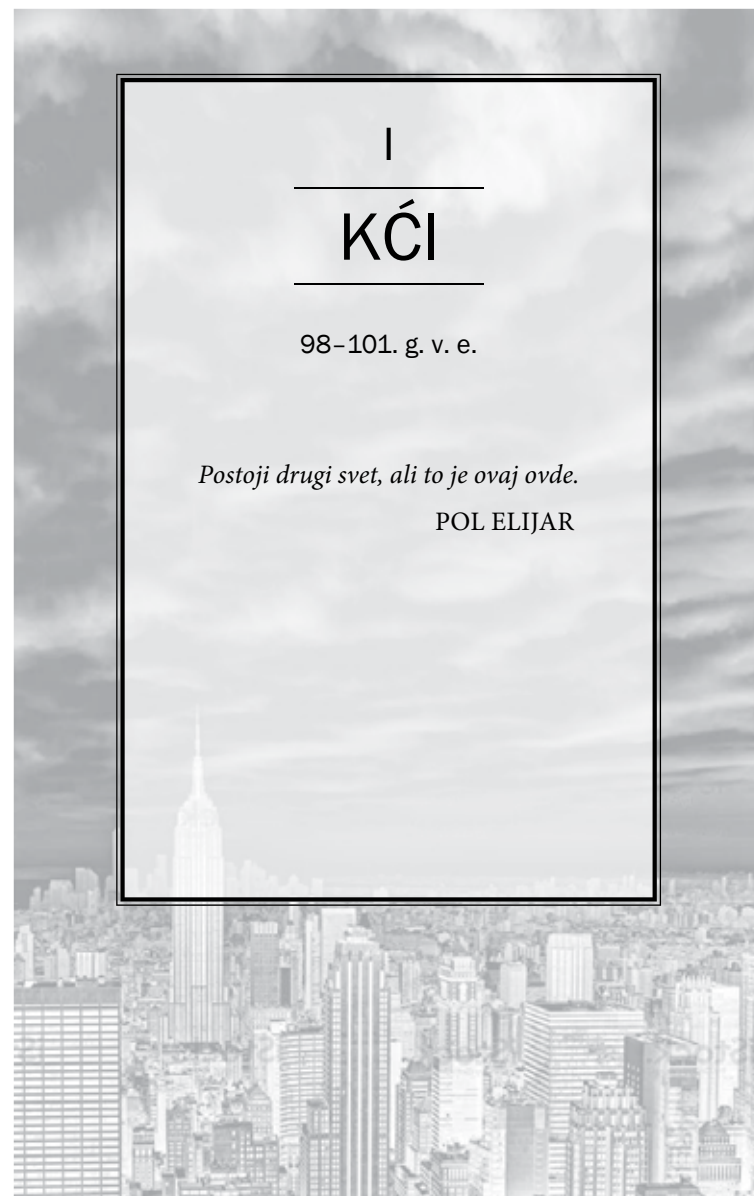 I
KĆI
98–101. g. v. e.
Postoji drugi svet, ali to je ovaj ovde.
POL ELIJAR